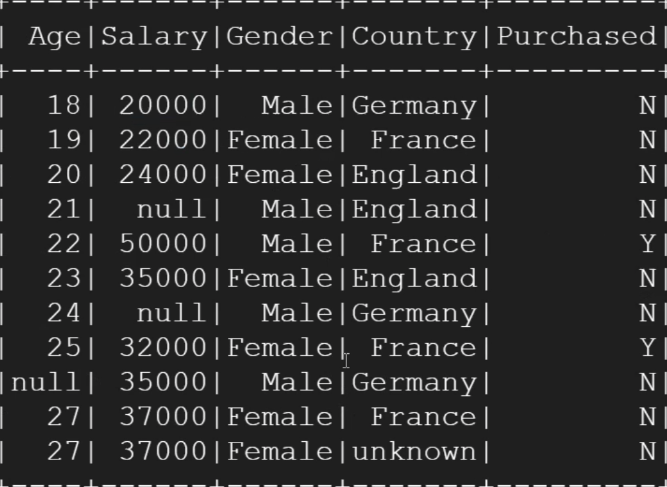 +----+------+------+-------+---------+
| Age|Salary|Gender|Country|Purchased|
+----+------+------+-------+---------+
| 18| 20000| Male|Germany| N|
| 19| 22000|Female| France| N|
| 20| 24000|Female|England| N|
| 21| null| Male|England| N|
| 22| 50000| Male| France| Y|
| 23| 35000|Female|England| N|
| 24| null| Male|Germany| N|
| 25| 32000|Female| France| Y|
|null| 35000| Male|Germany| N|
| 27| 37000|Female| France| N|
| 27| 37000|Female|unknown| N|
+----+------+------+-------+---------+